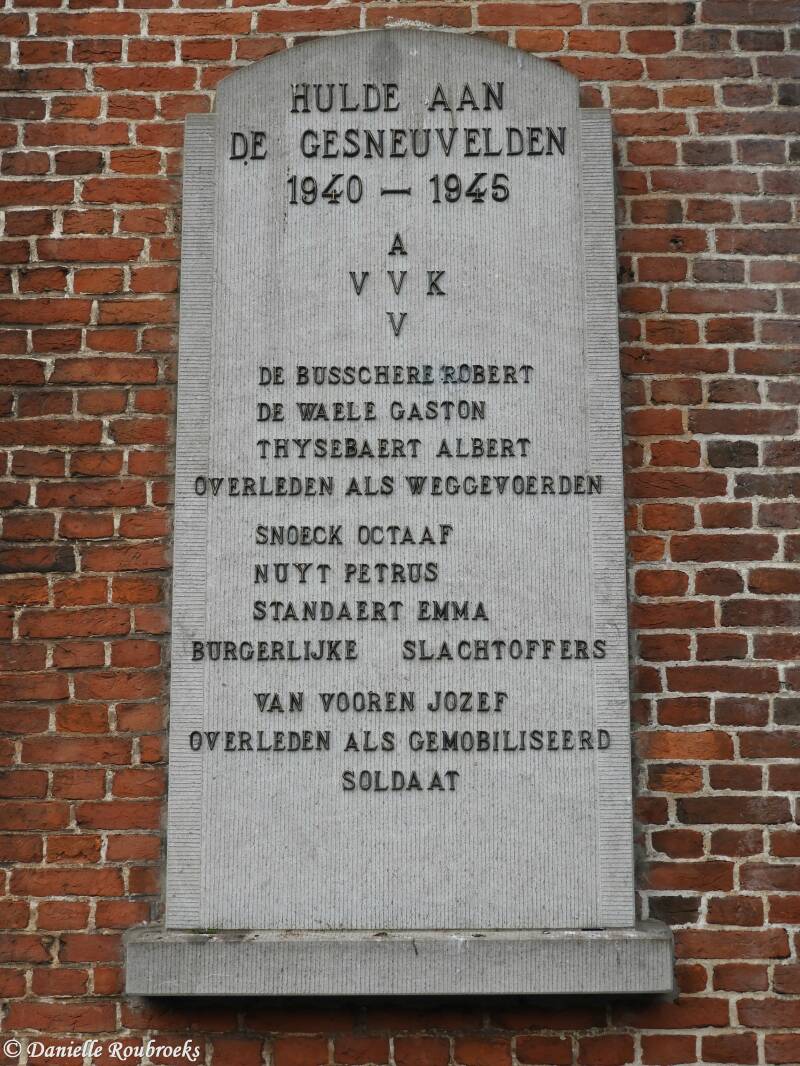 HULDE AAN
DE GESNEUVELDEN
1940 — 1945
A
V V K
V
DE BUSSCHERE ROBERT
DE WAELE GASTON
THYSEBAERT ALBERT
OVERLEDEN ALS WEGGEVOERDEN
SNOECK OCTAAF
NUYT PETRUS
STANDAERT EMMA
BURGERLIJKE SLACHTOFFERS
VAN VOOREN JOZEF
OVERLEDEN ALS GEMOBILISEERD
SOLDAAT
© Danielle Roubroeks